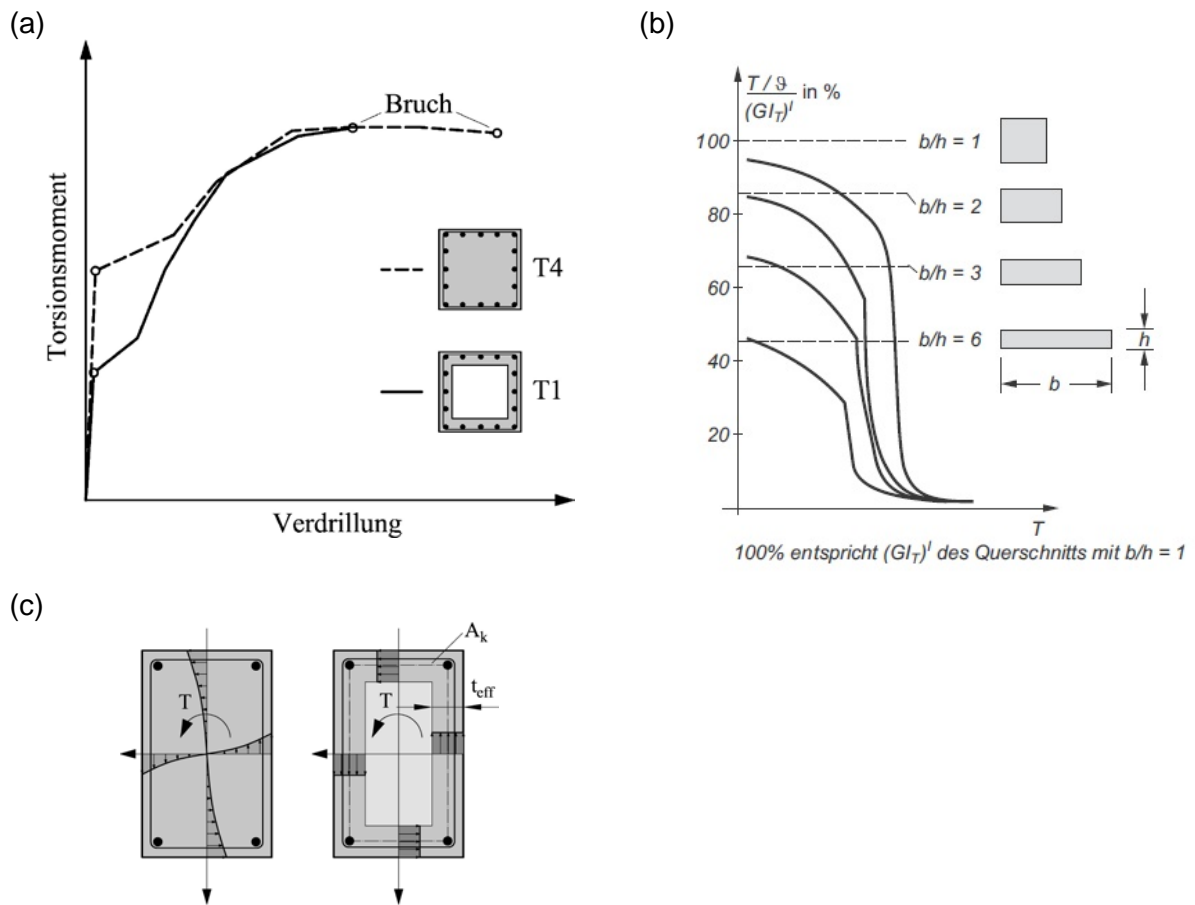 (a)
Torsionsmoment
Bruch
T4
T1
Verdrillung
(b)
T / ϑ
(GI_T)^I
in %
100
80
60
40
20
b/h = 1
b/h = 2
b/h = 3
b/h = 6
h
b
T
100% entspricht (GI_T)^I des Querschnitts mit b/h = 1
(c)
T
T
A_k
t_eff